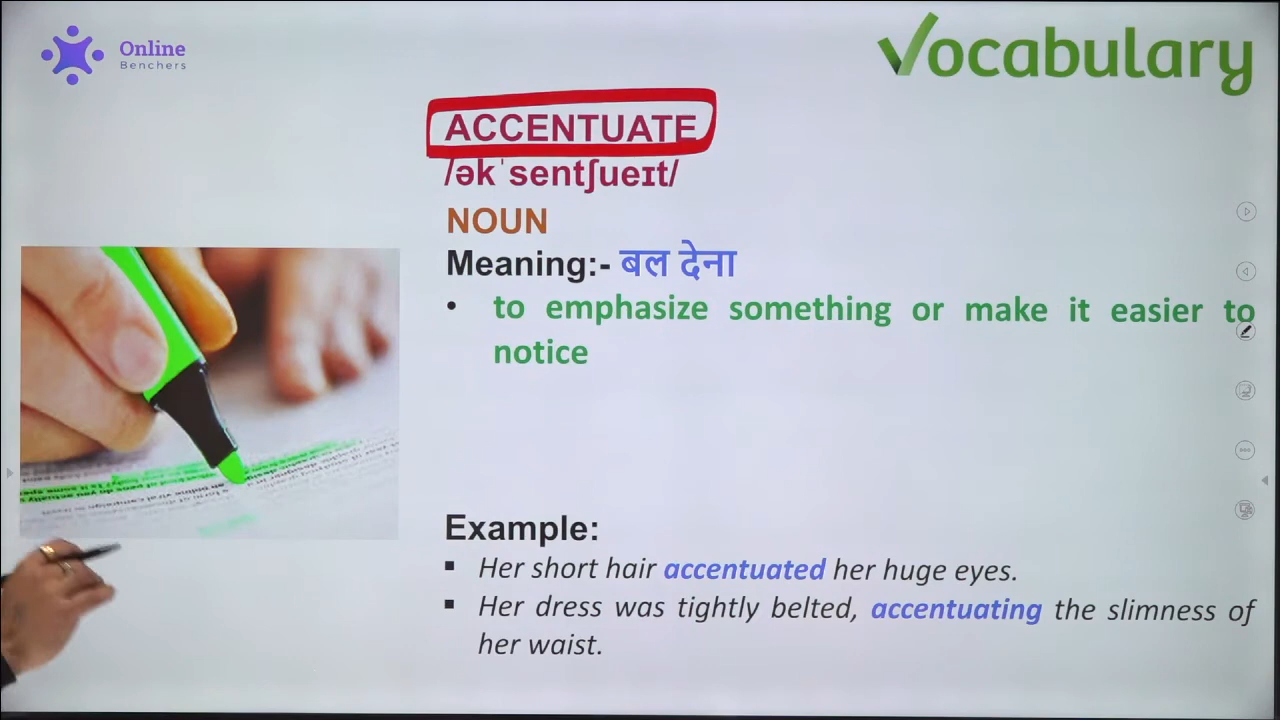 Online
Benchers
Vocabulary
ACCENTUATE
/əkˈsentʃueɪt/
NOUN
Meaning:- बल देना
• to emphasize something or make it easier to
notice
Example:
▪ Her short hair accentuated her huge eyes.
▪ Her dress was tightly belted, accentuating the slimness of
her waist.